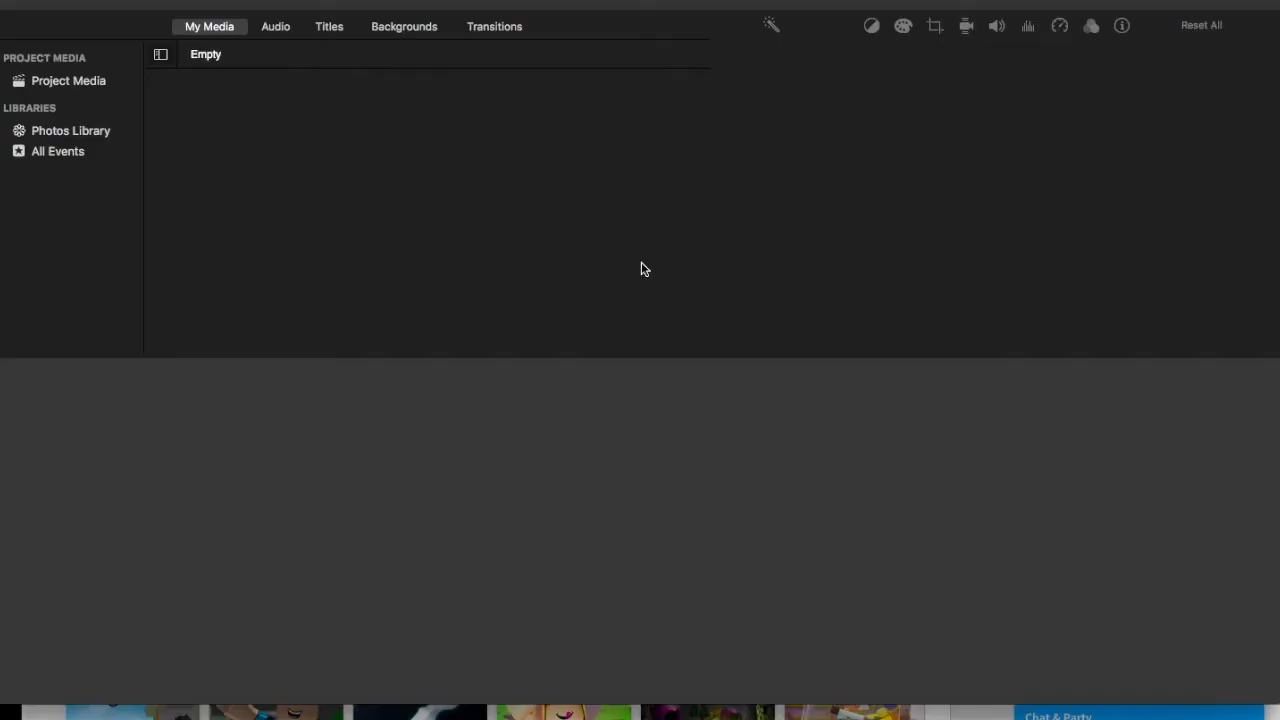 My Media Audio Titles Backgrounds Transitions Reset All
PROJECT MEDIA
Empty
Project Media
LIBRARIES
Photos Library
All Events
Chat & Party